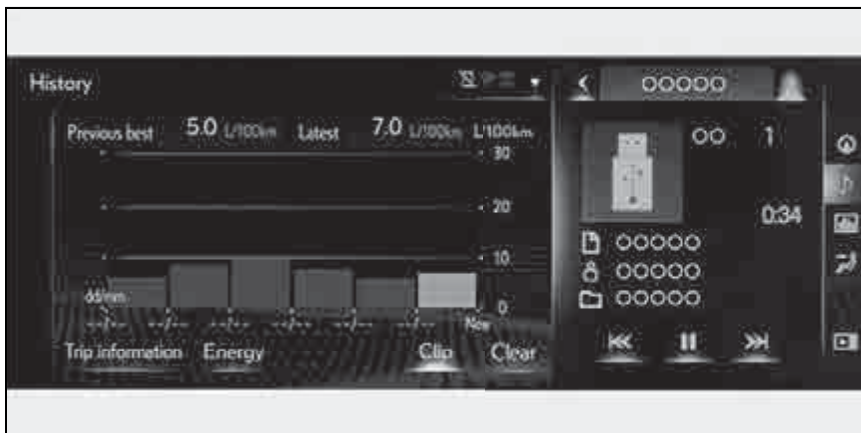 History
Previous best 5.0 L/100km Latest 7.0 L/100km L/100km
30
20
10
0
dd/mm
--/-- --/-- --/-- --/-- --/-- Now
Trip information Energy Clip Clear
< OOOOO
OO 1
0:34
OOOOO
OOOOO
OOOOO